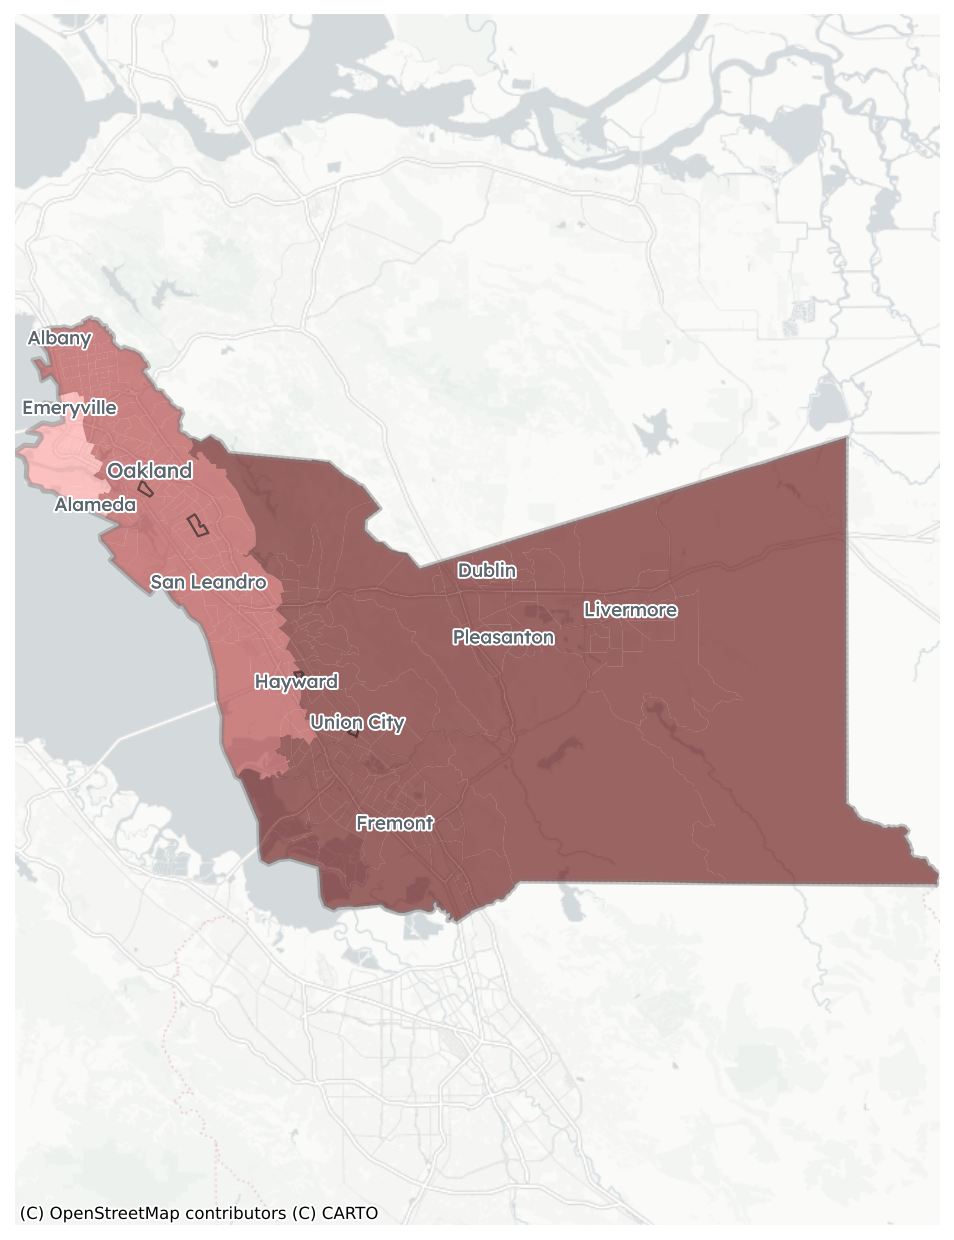 Albany
Emeryville
Oakland
Alameda
San Leandro
Dublin
Livermore
Pleasanton
Hayward
Union City
Fremont
(C) OpenStreetMap contributors (C) CARTO